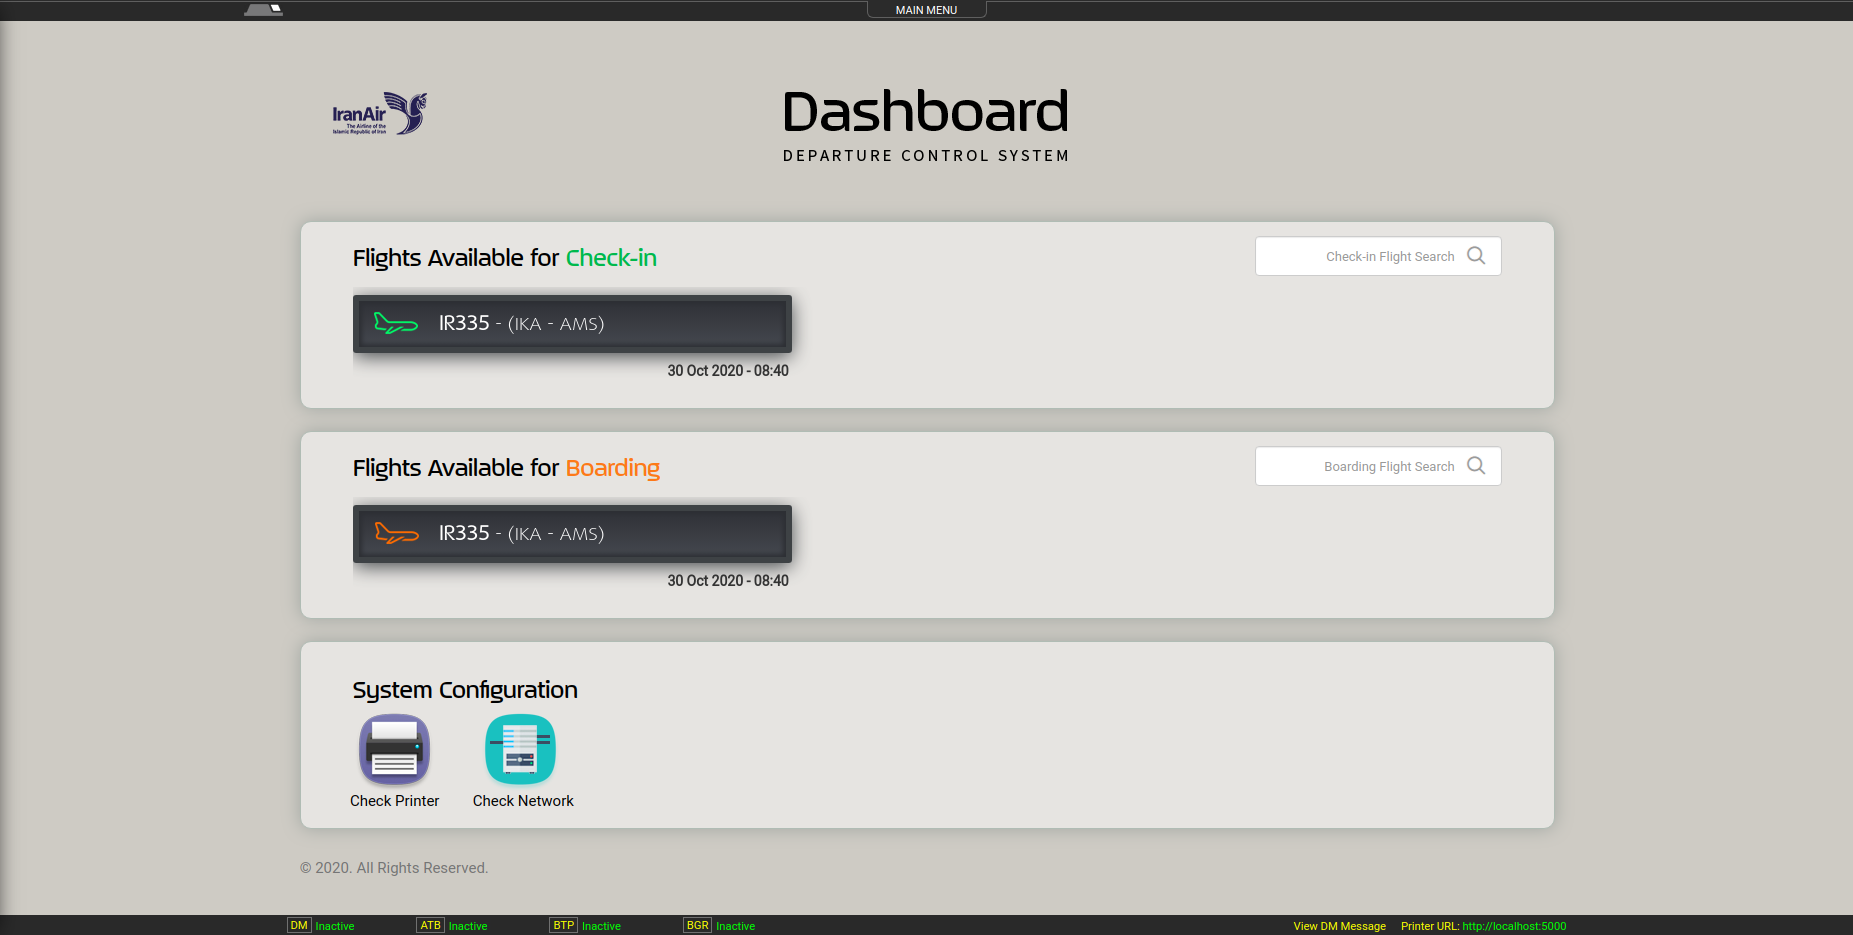 MAIN MENU
IranAir
The Airline of the
Islamic Republic of Iran
Dashboard
DEPARTURE CONTROL SYSTEM
Flights Available for Check-in
Check-in Flight Search
IR335 - (IKA - AMS)
30 Oct 2020 - 08:40
Flights Available for Boarding
Boarding Flight Search
IR335 - (IKA - AMS)
30 Oct 2020 - 08:40
System Configuration
Check Printer
Check Network
© 2020. All Rights Reserved.
DM Inactive ATB Inactive BTP Inactive BGR Inactive View DM Message Printer URL: http://localhost:5000